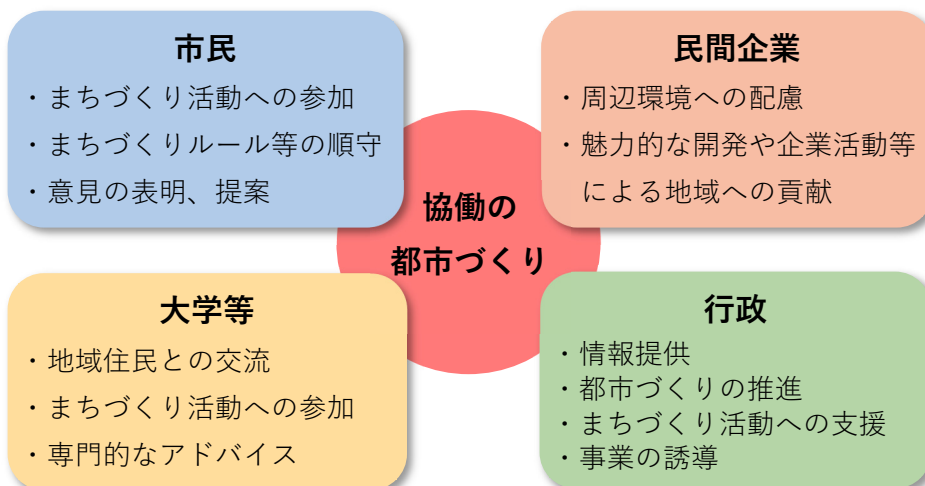 市民
・まちづくり活動への参加
・まちづくりルール等の順守
・意見の表明、提案
民間企業
・周辺環境への配慮
・魅力的な開発や企業活動等
による地域への貢献
協働の
都市づくり
大学等
・地域住民との交流
・まちづくり活動への参加
・専門的なアドバイス
行政
・情報提供
・都市づくりの推進
・まちづくり活動への支援
・事業の誘導